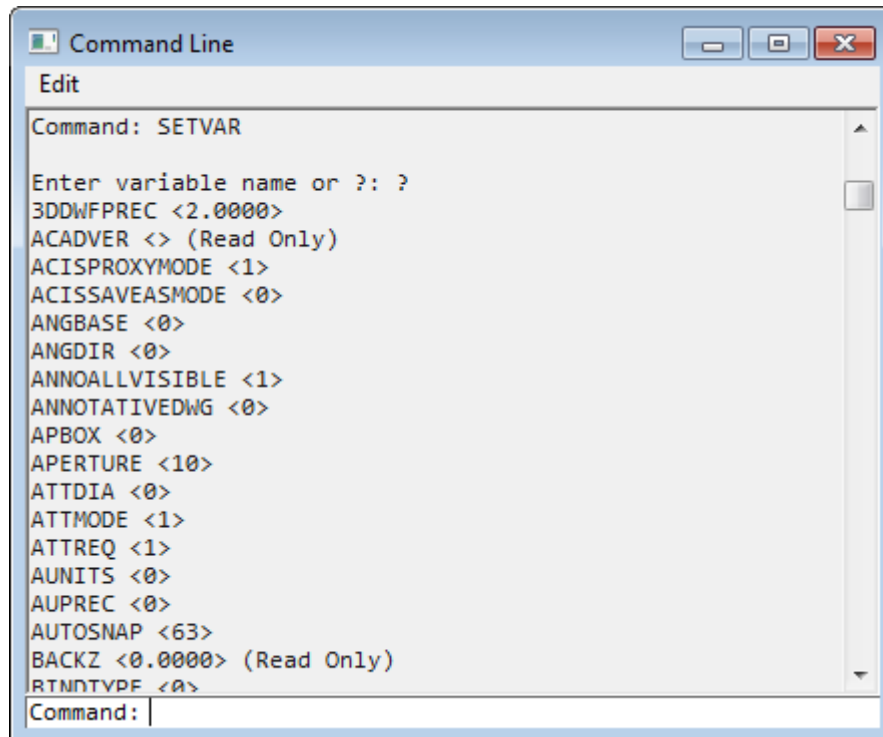 Command Line
Edit
Command: SETVAR
Enter variable name or ?: ?
3DDWFPREC <2.0000>
ACADVER <> (Read Only)
ACISPROXYMODE <1>
ACISSAVEASMODE <0>
ANGBASE <0>
ANGDIR <0>
ANNOALLVISIBLE <1>
ANNOTATIVEDWG <0>
APBOX <0>
APERTURE <10>
ATTDIA <0>
ATTMODE <1>
ATTREQ <1>
AUNITS <0>
AUPREC <0>
AUTOSNAP <63>
BACKZ <0.0000> (Read Only)
BINDTYPE <0>
Command: